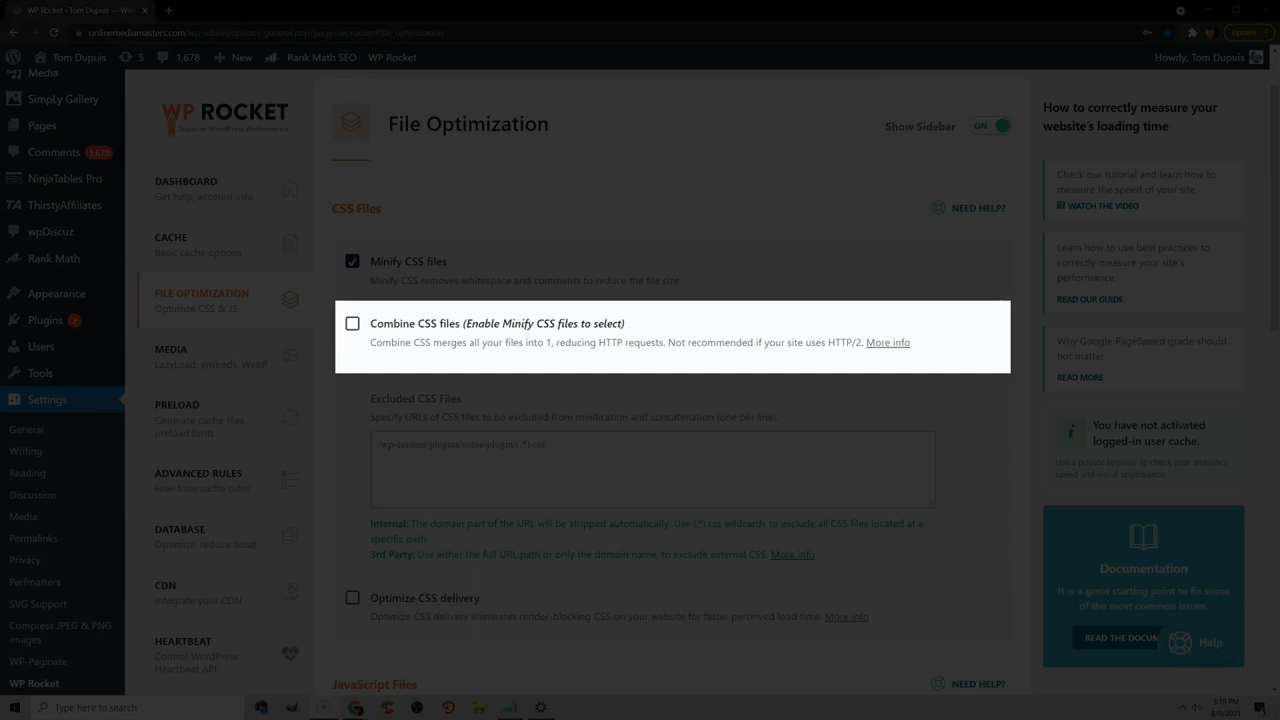 WP Rocket ‹ Tom Dupuis — Wor
onlinemediamasters.com/wp-admin/options-general.php?page=wprocket#file_optimization
Update
Tom Dupuis 5 1,678 New Rank Math SEO WP Rocket Howdy, Tom Dupuis
Media
SimpLy Gallery
Pages
Comments 1,678
NinjaTables Pro
ThirstyAffiliates
wpDiscuz
Rank Math
Appearance
Plugins 2
Users
Tools
Settings
General
Writing
Reading
Discussion
Media
Permalinks
Privacy
Perfmatters
SVG Support
Compress JPEG & PNG
images
WP-Paginate
WP Rocket
WP ROCKET
Superior WordPress Performance
DASHBOARD
Get help, account info
CACHE
Basic cache options
FILE OPTIMIZATION
Optimize CSS & JS
MEDIA
LazyLoad, embeds, WebP
PRELOAD
Generate cache files,
preload fonts
ADVANCED RULES
Fine-tune cache rules
DATABASE
Optimize, reduce bloat
CDN
Integrate your CDN
HEARTBEAT
Control WordPress
Heartbeat API
File Optimization
Show Sidebar ON
CSS Files NEED HELP?
Minify CSS files
Minify CSS removes whitespace and comments to reduce the file size.
Combine CSS files (Enable Minify CSS files to select)
Combine CSS merges all your files into 1, reducing HTTP requests. Not recommended if your site uses HTTP/2. More info
Excluded CSS Files
Specify URLs of CSS files to be excluded from minification and concatenation (one per line).
/wp-content/plugins/some-plugin/(.*).css
Internal: The domain part of the URL will be stripped automatically. Use (.*).css wildcards to exclude all CSS files located at a
specific path.
3rd Party: Use either the full URL path or only the domain name, to exclude external CSS. More info
Optimize CSS delivery
Optimize CSS delivery eliminates render-blocking CSS on your website for faster perceived load time. More info
JavaScript Files NEED HELP?
How to correctly measure your
website's loading time
Check our tutorial and learn how to
measure the speed of your site
WATCH THE VIDEO
Learn how to use best practices to
correctly measure your site's
performance.
READ OUR GUIDE
Why Google PageSpeed grade should
not matter
READ MORE
You have not activated
logged-in user cache.
Use a private browser to check your website's
speed and visual appearance.
Documentation
It is a great starting point to fix some
of the most common issues.
READ THE DOCUM
Help
Type here to search
3:10 PM
8/9/2021